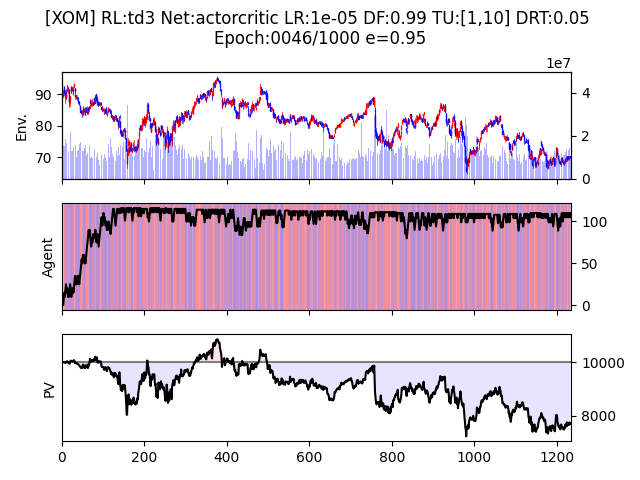 [XOM] RL:td3 Net:actorcritic LR:1e-05 DF:0.99 TU:[1,10] DRT:0.05
Epoch:0046/1000 e=0.95
1e7
Env.
90
80
70
4
2
0
Agent
100
50
0
PV
10000
8000
0 200 400 600 800 1000 1200